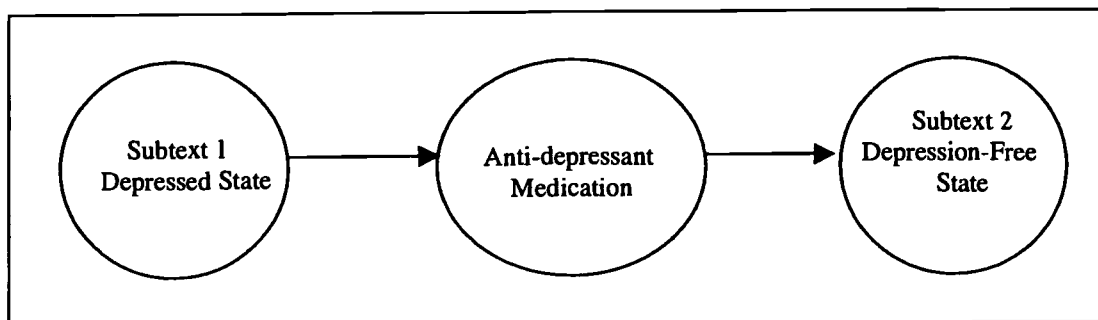 Subtext 1
Depressed State
Anti-depressant
Medication
Subtext 2
Depression-Free
State